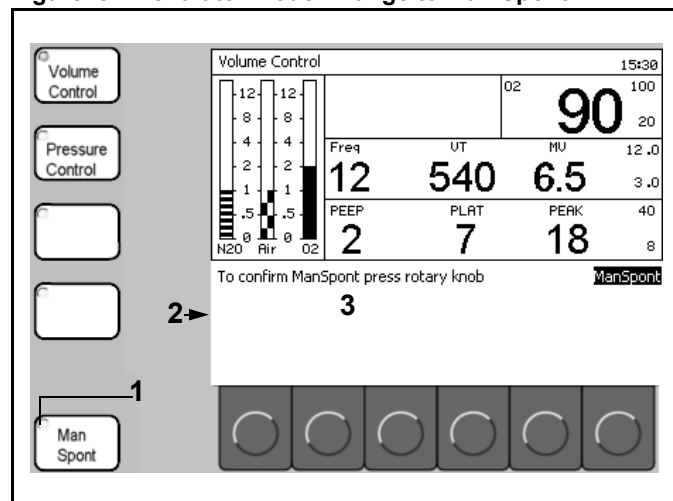 Volume
Control
Pressure
Control
Man
Spont
1
2
3
Volume Control
15:30
12 12
8 8
4 4
2 2
1 1
.5 .5
0 0
N2O Air O2
O2
90
100
20
Freq
12
VT
540
MV
6.5
12.0
3.0
PEEP
2
PLAT
7
PEAK
18
40
8
To confirm ManSpont press rotary knob
ManSpont